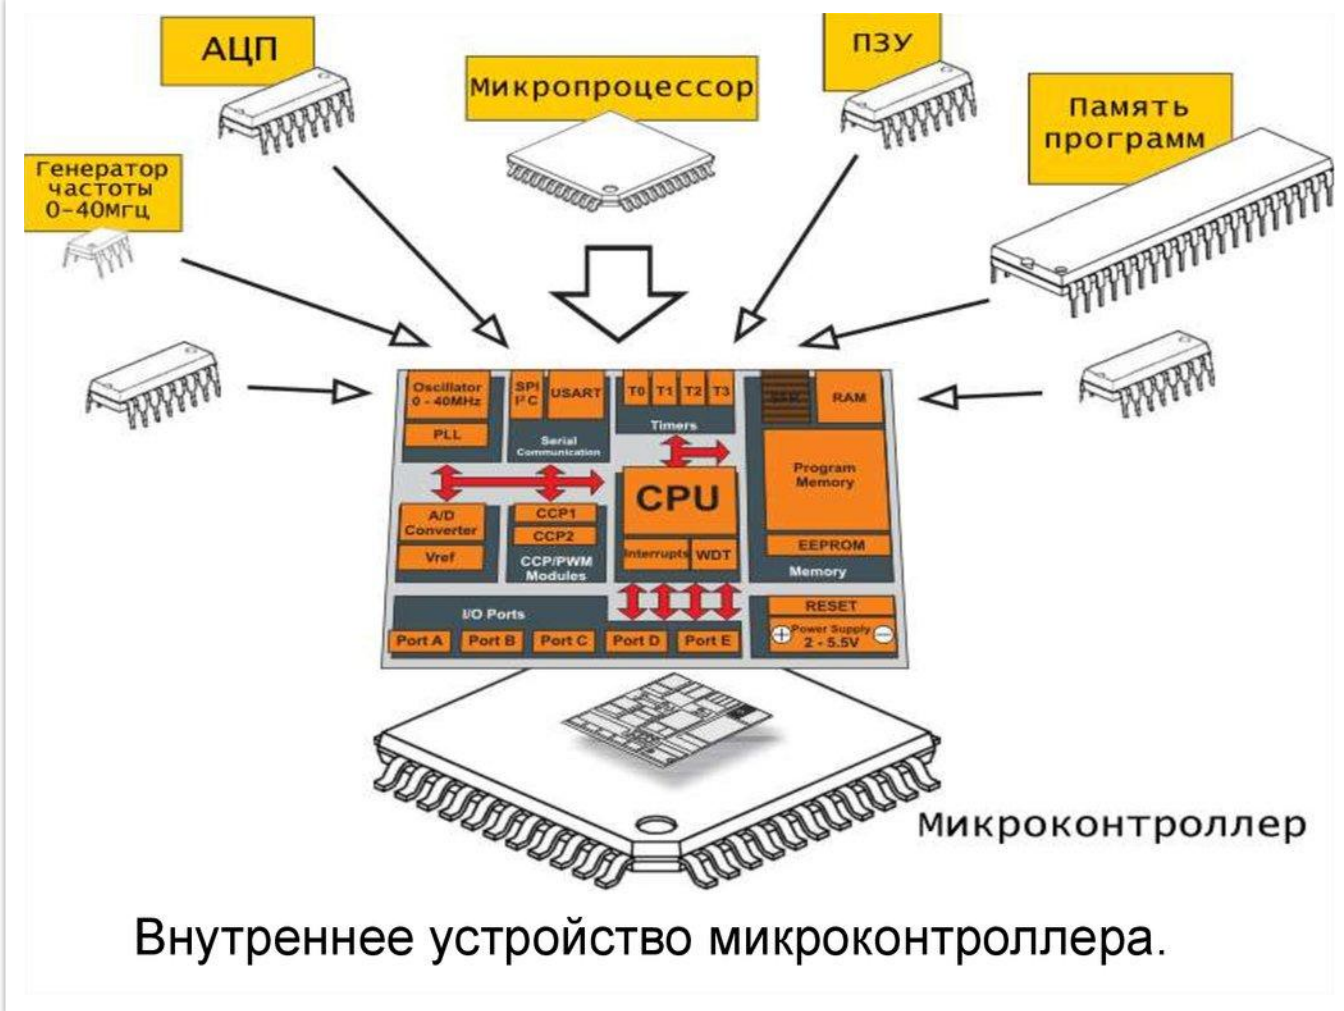 АЦП
Микропроцессор
ПЗУ
Память
программ
Генератор
частоты
0-40Мгц
Oscillator
0 - 40MHz
PLL
SPI
I²C
USART
Serial
Communication
T0 T1 T2 T3
Timers
RAM
Program
Memory
EEPROM
Memory
A/D
Converter
Vref
CCP1
CCP2
CCP/PWM
Modules
CPU
Interrupts
WDT
I/O Ports
Port A Port B Port C Port D Port E
RESET
Power Supply
2 - 5.5V
Микроконтроллер
Внутреннее устройство микроконтроллера.